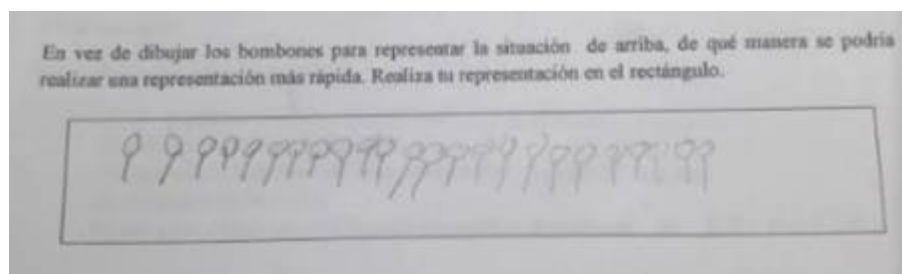 En vez de dibujar los bombones para representar la situación de arriba, de qué manera se podría
realizar una representación más rápida. Realiza tu representación en el rectángulo.